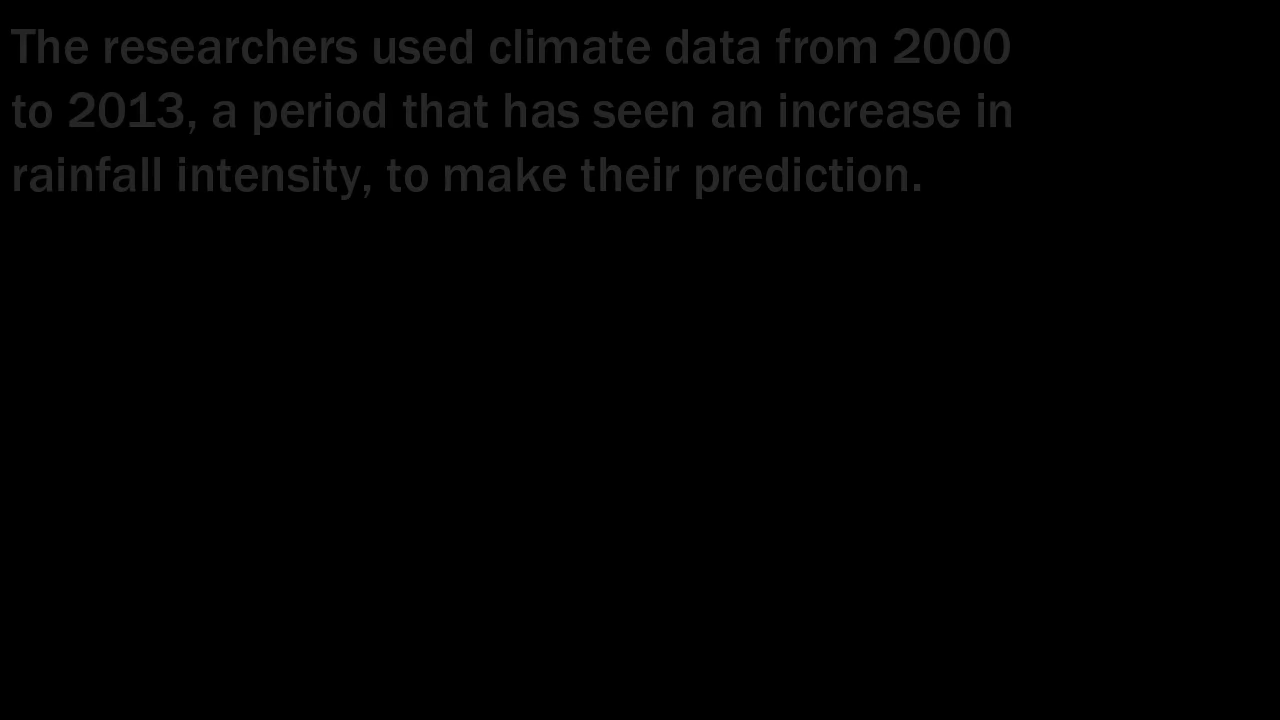 The researchers used climate data from 2000
to 2013, a period that has seen an increase in
rainfall intensity, to make their prediction.